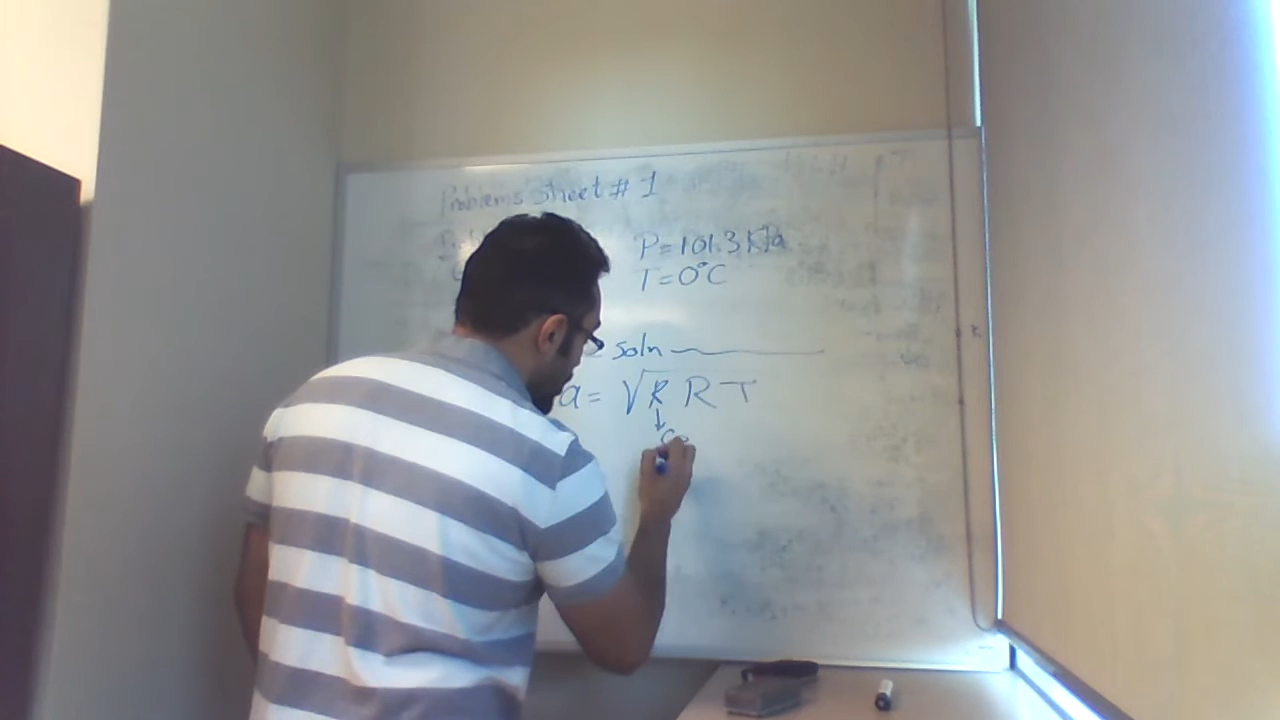 Problems sheet # 1
P = 101.3 kPa
T = 0°C
soln
a = √k R T
↓